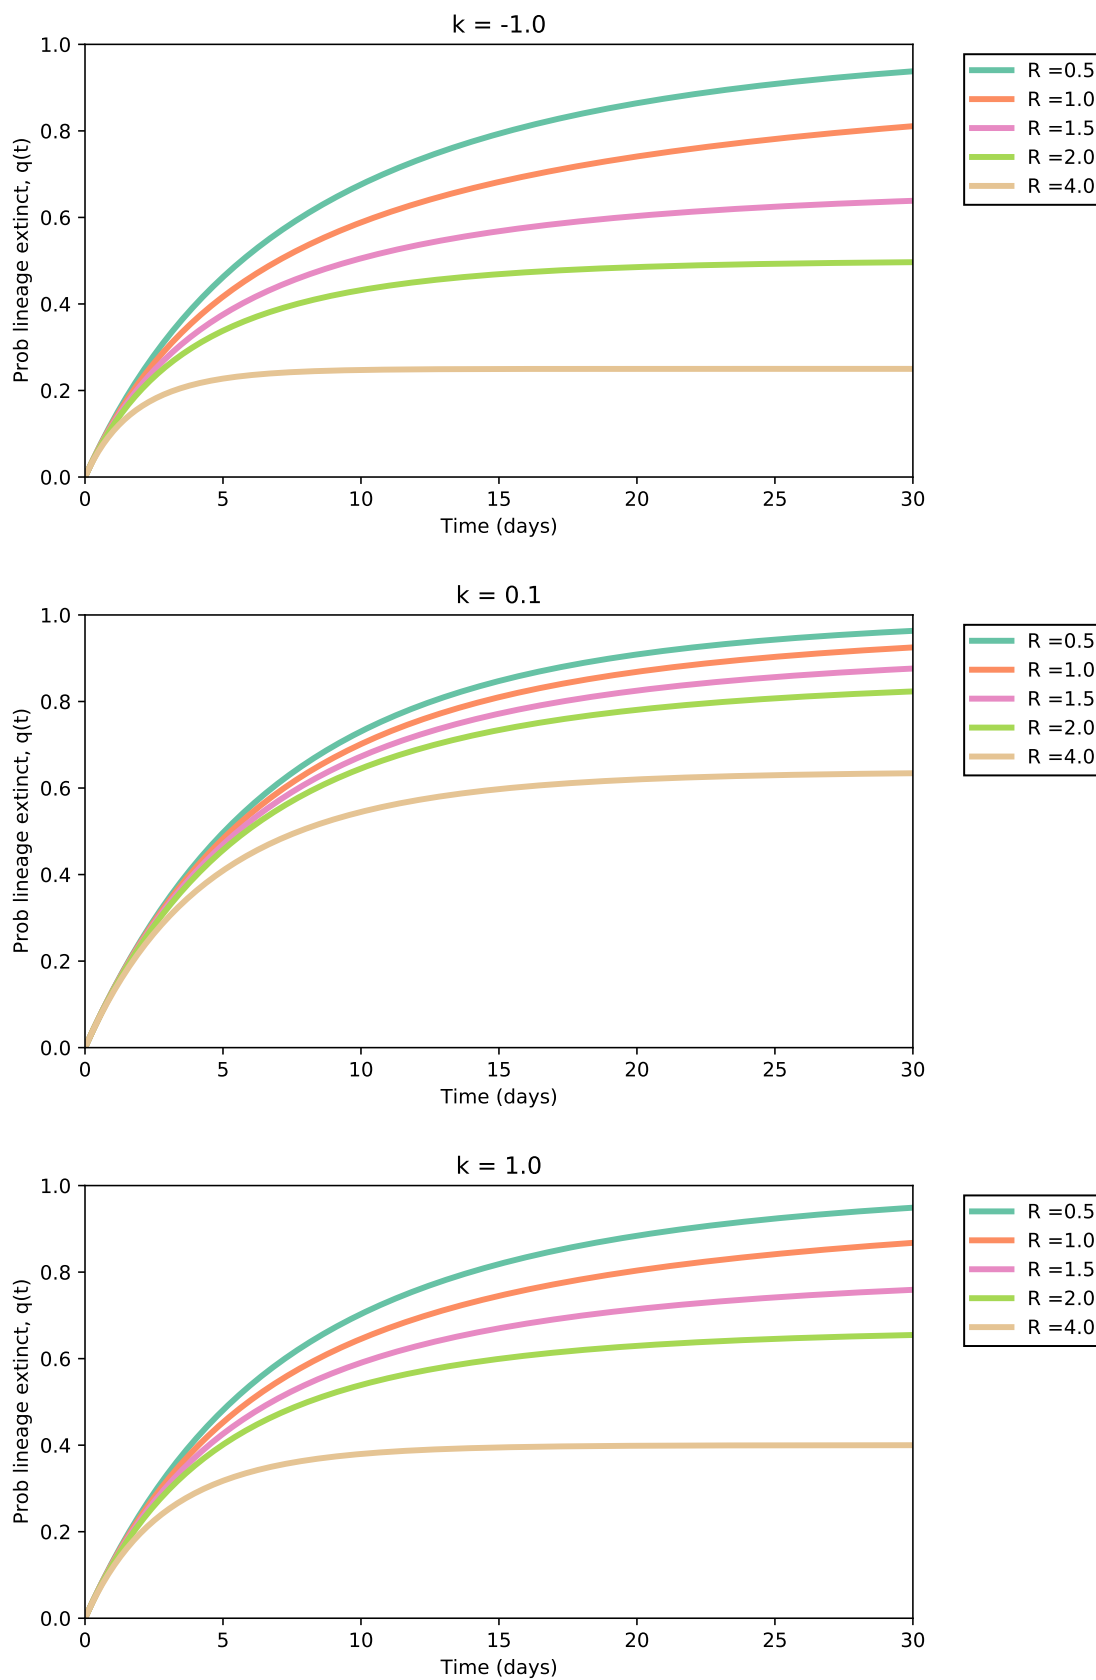 k = -1.0
Prob lineage extinct, q(t)
1.0
0.8
0.6
0.4
0.2
0.0
0 5 10 15 20 25 30
Time (days)
R =0.5
R =1.0
R =1.5
R =2.0
R =4.0
k = 0.1
Prob lineage extinct, q(t)
1.0
0.8
0.6
0.4
0.2
0.0
0 5 10 15 20 25 30
Time (days)
R =0.5
R =1.0
R =1.5
R =2.0
R =4.0
k = 1.0
Prob lineage extinct, q(t)
1.0
0.8
0.6
0.4
0.2
0.0
0 5 10 15 20 25 30
Time (days)
R =0.5
R =1.0
R =1.5
R =2.0
R =4.0